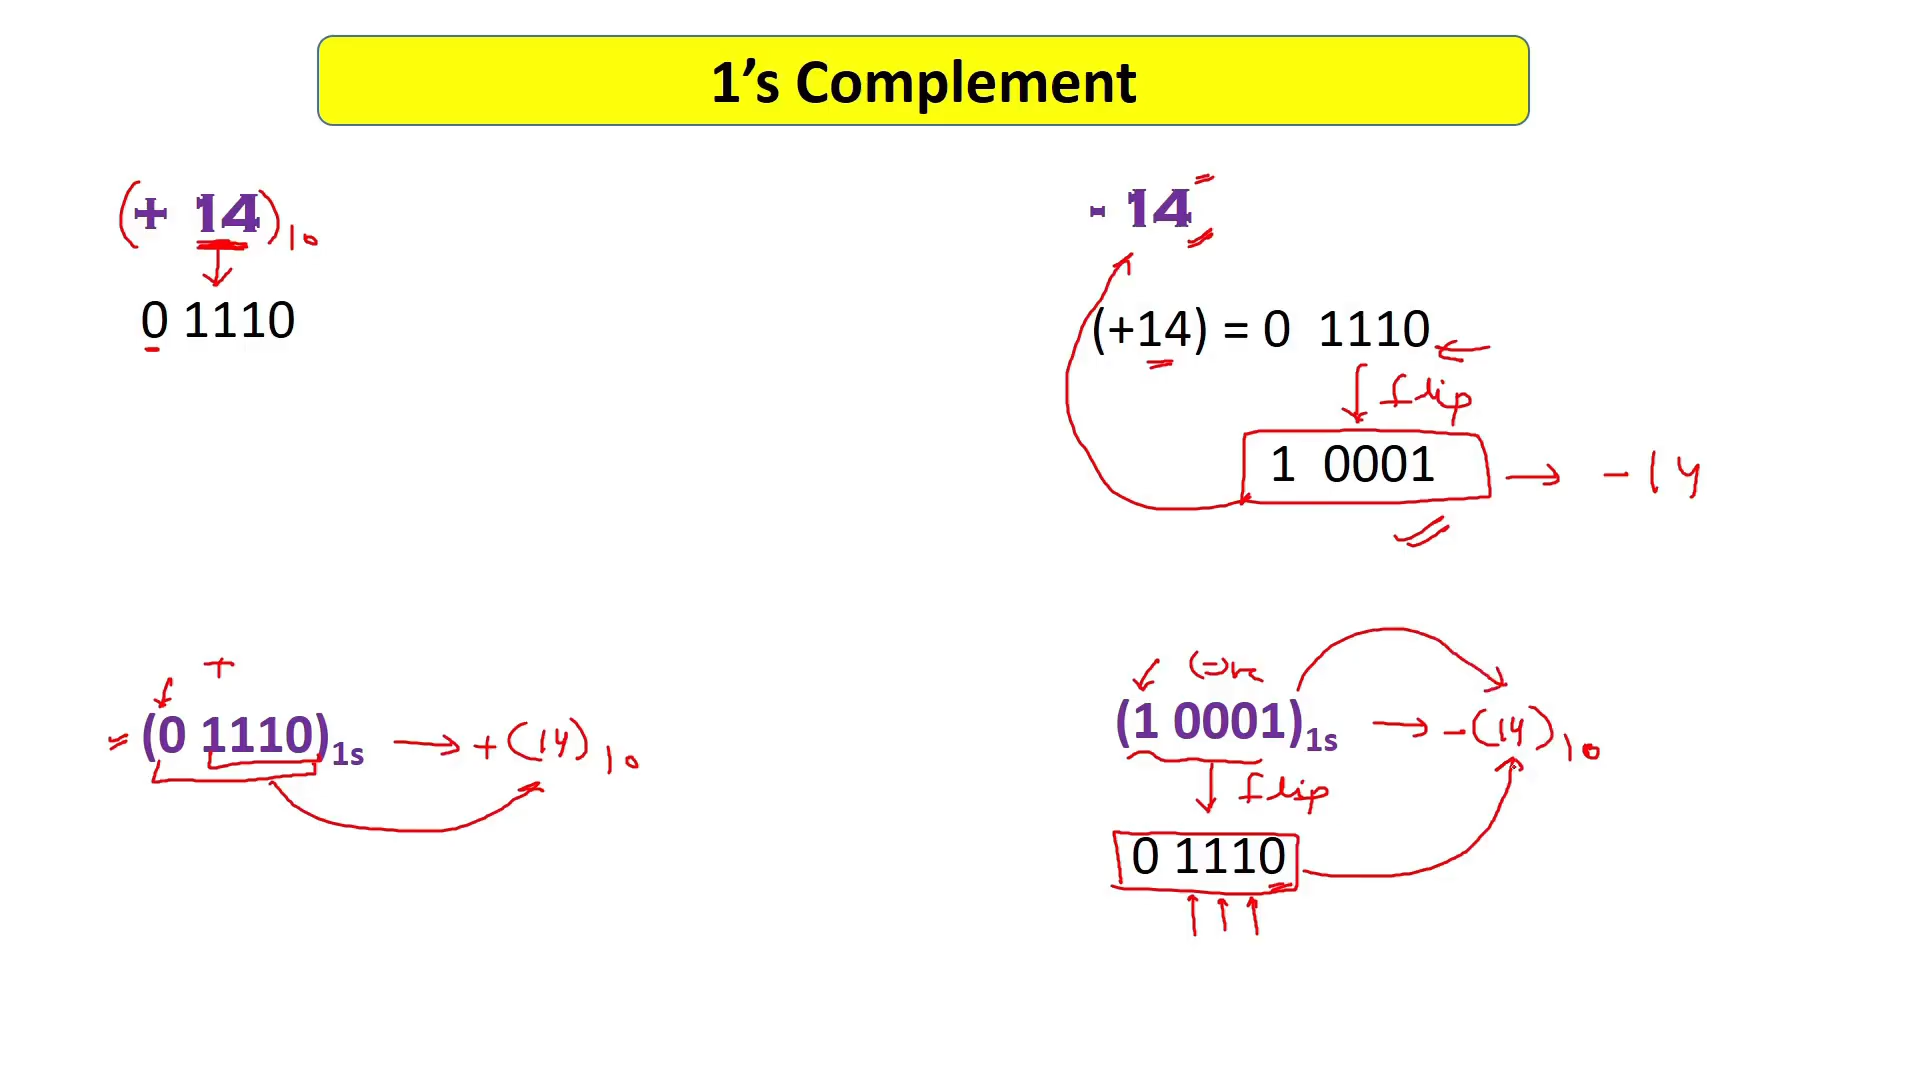 1’s Complement
(+ 14)10
0 1110
- 14
(+14) = 0 1110
flip
1 0001 → -14
+
(0 1110)1s → +(14)10
(-)ve
(1 0001)1s → -(14)10
flip
0 1110